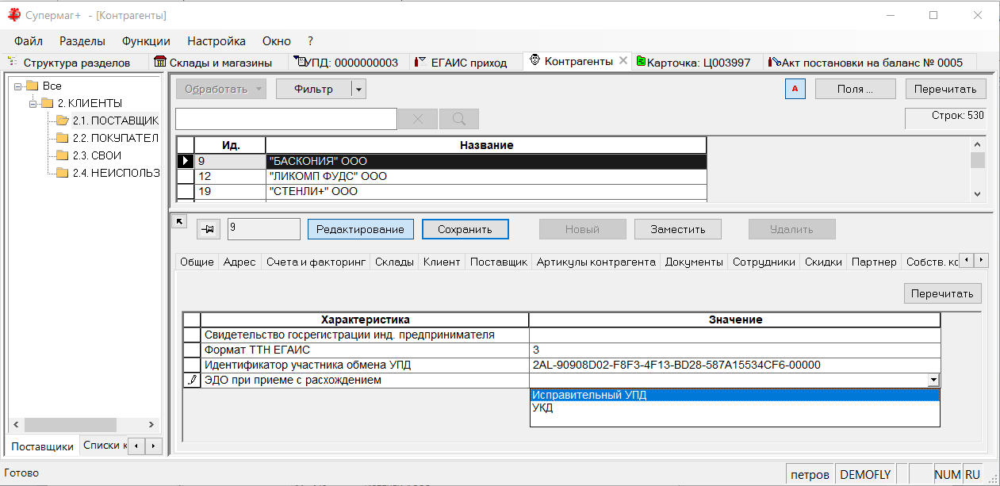 Супермаг+ - [Контрагенты]
Файл Разделы Функции Настройка Окно ?
Структура разделов Склады и магазины УПД: 0000000003 ЕГАИС приход Контрагенты Карточка: Ц003997 Акт постановки на баланс № 0005
Все
2. КЛИЕНТЫ
2.1. ПОСТАВЩИК
2.2. ПОКУПАТЕЛ
2.3. СВОИ
2.4. НЕИСПОЛЬЗ
Поставщики Списки к
Обработать Фильтр A Поля ... Перечитать
Строк: 530
Ид. Название
9 "БАСКОНИЯ" ООО
12 "ЛИКОМП ФУДС" ООО
19 "СТЕНЛИ+" ООО
9 Редактирование Сохранить Новый Заместить Удалить
Общие Адрес Счета и факторинг Склады Клиент Поставщик Артикулы контрагента Документы Сотрудники Скидки Партнер Собств. кс
Перечитать
Характеристика Значение
Свидетельство госрегистрации инд. предпринимателя
Формат ТТН ЕГАИС 3
Идентификатор участника обмена УПД 2AL-90908D02-F8F3-4F13-BD28-587A15534CF6-00000
ЭДО при приеме с расхождением
Исправительный УПД
УКД
Готово петров DEMOFLY NUM RU